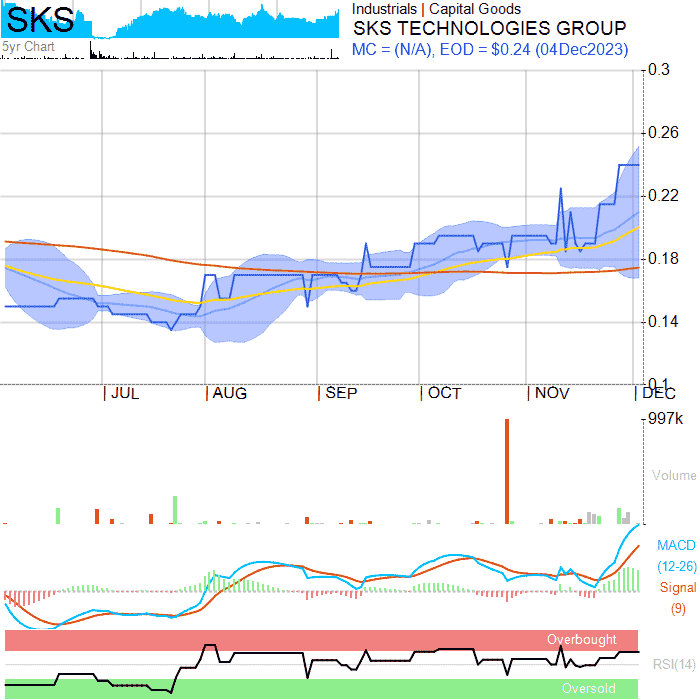 SKS
5yr Chart
Industrials | Capital Goods
SKS TECHNOLOGIES GROUP
MC = (N/A), EOD = $0.24 (04Dec2023)
0.3
0.26
0.22
0.18
0.14
0.1
JUL AUG SEP OCT NOV DEC
997k
Volume
MACD
(12-26)
Signal
(9)
Overbought
RSI(14)
Oversold